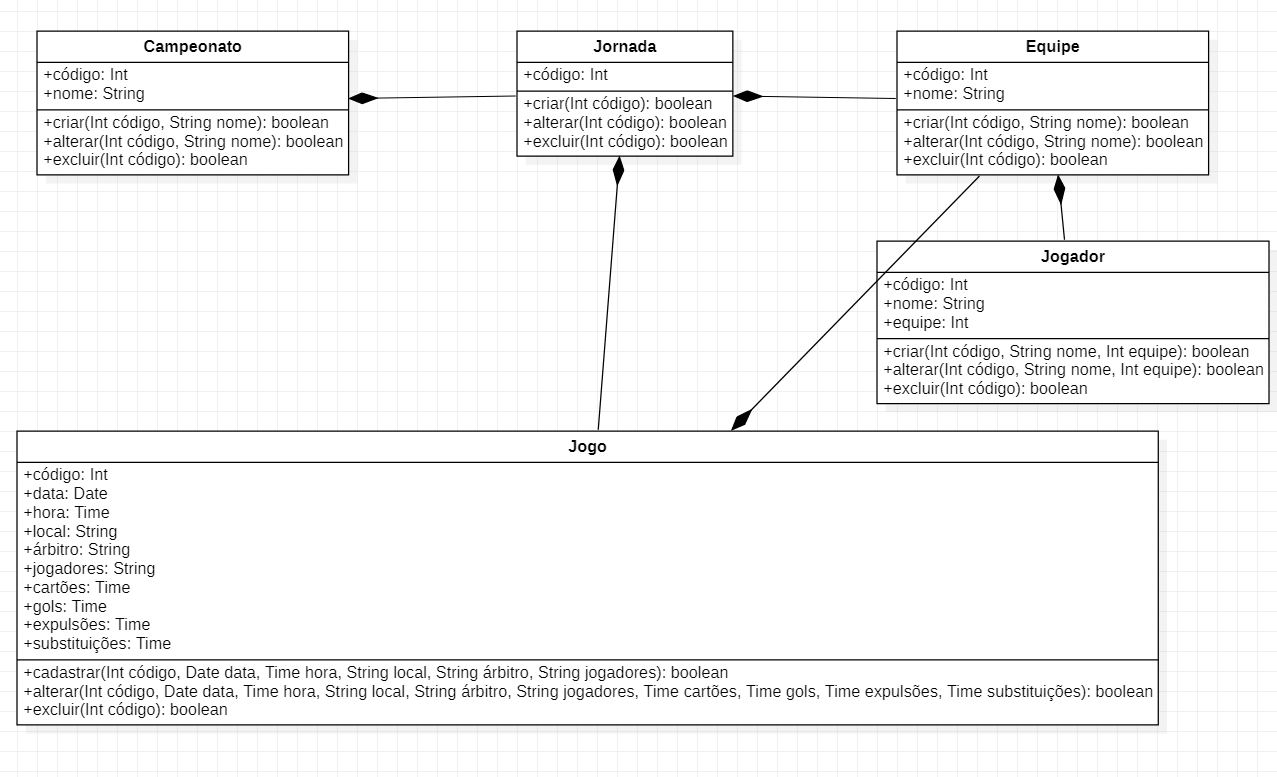 Campeonato
+código: Int
+nome: String
+criar(Int código, String nome): boolean
+alterar(Int código, String nome): boolean
+excluir(Int código): boolean
Jornada
+código: Int
+criar(Int código): boolean
+alterar(Int código): boolean
+excluir(Int código): boolean
Equipe
+código: Int
+nome: String
+criar(Int código, String nome): boolean
+alterar(Int código, String nome): boolean
+excluir(Int código): boolean
Jogador
+código: Int
+nome: String
+equipe: Int
+criar(Int código, String nome, Int equipe): boolean
+alterar(Int código, String nome, Int equipe): boolean
+excluir(Int código): boolean
Jogo
+código: Int
+data: Date
+hora: Time
+local: String
+árbitro: String
+jogadores: String
+cartões: Time
+gols: Time
+expulsões: Time
+substituições: Time
+cadastrar(Int código, Date data, Time hora, String local, String árbitro, String jogadores): boolean
+alterar(Int código, Date data, Time hora, String local, String árbitro, String jogadores, Time cartões, Time gols, Time expulsões, Time substituições): boolean
+excluir(Int código): boolean